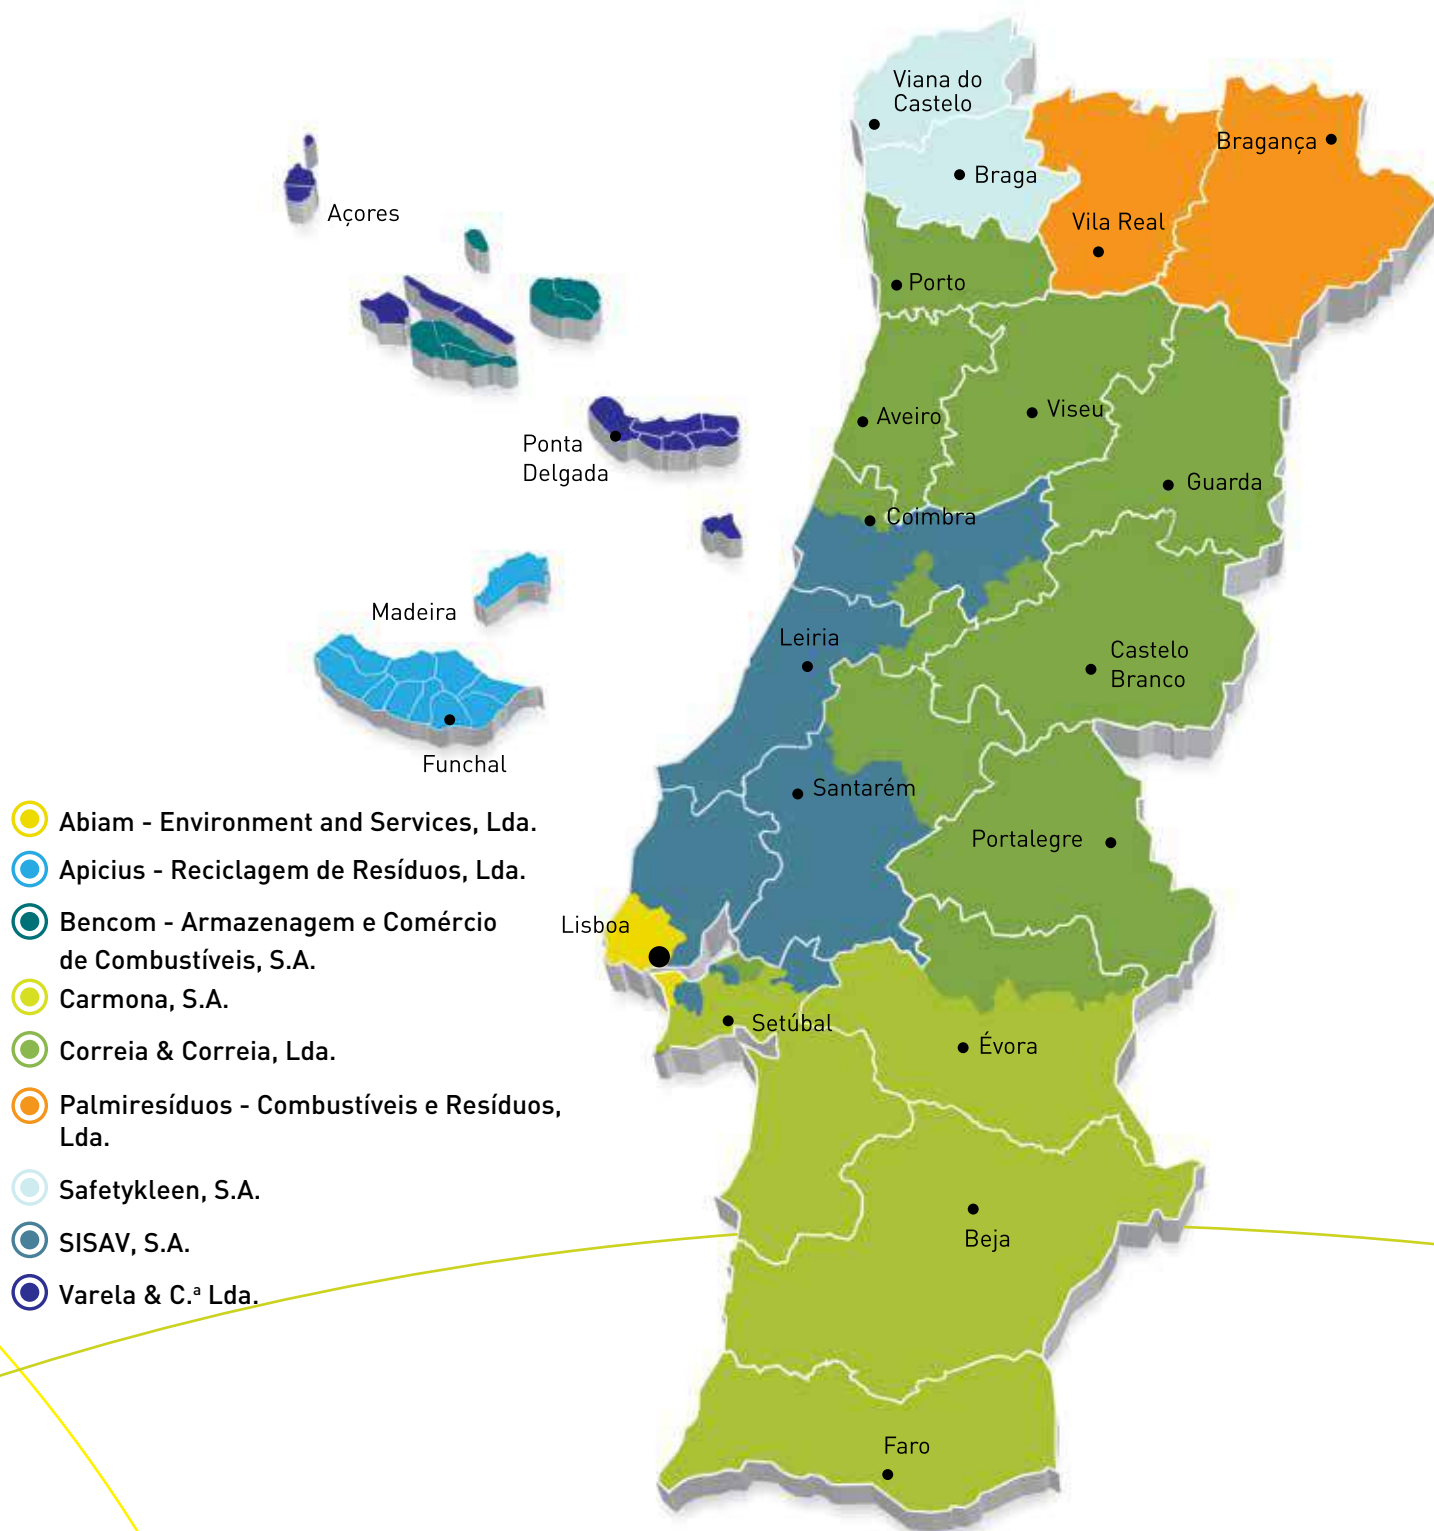 Viana do
Castelo
Bragança
Braga
Açores
Vila Real
Porto
Aveiro
Viseu
Ponta
Delgada
Guarda
Coimbra
Madeira
Leiria
Castelo
Branco
Funchal
Santarém
Portalegre
Lisboa
Setúbal
Évora
Beja
Faro
Abiam - Environment and Services, Lda.
Apicius - Reciclagem de Resíduos, Lda.
Bencom - Armazenagem e Comércio
de Combustíveis, S.A.
Carmona, S.A.
Correia & Correia, Lda.
Palmiresíduos - Combustíveis e Resíduos,
Lda.
Safetykleen, S.A.
SISAV, S.A.
Varela & C.ª Lda.